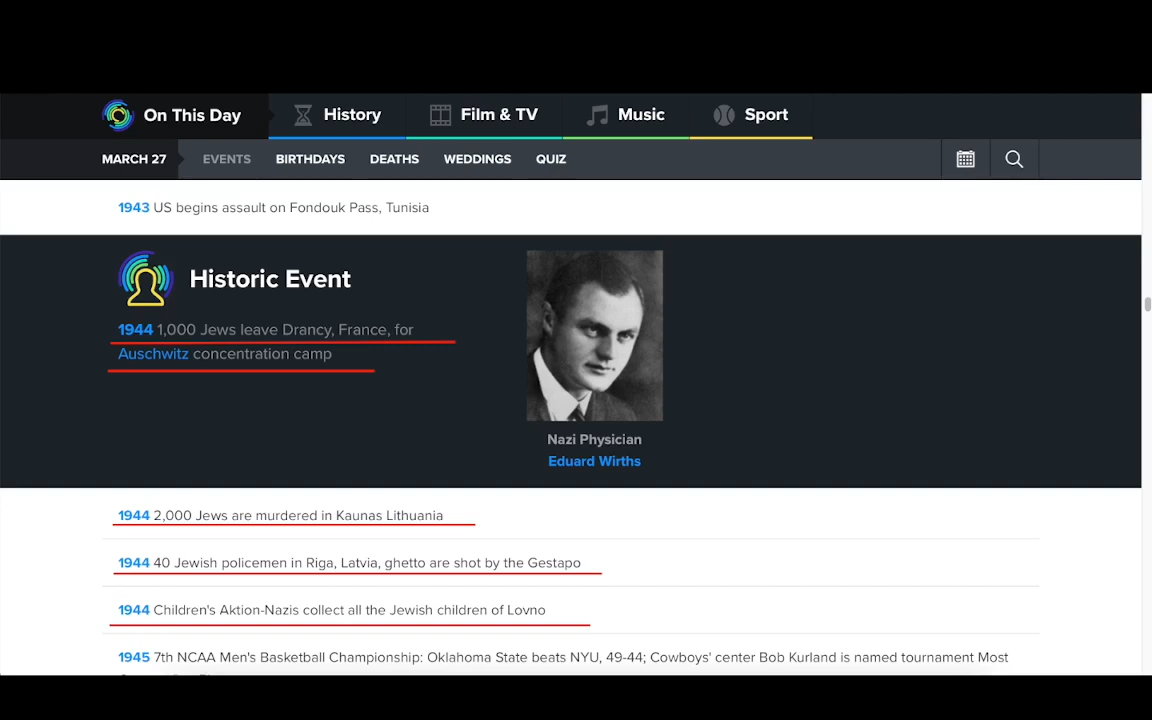 On This Day
History
Film & TV
Music
Sport
MARCH 27
EVENTS
BIRTHDAYS
DEATHS
WEDDINGS
QUIZ
1943 US begins assault on Fondouk Pass, Tunisia
Historic Event
1944 1,000 Jews leave Drancy, France, for
Auschwitz concentration camp
Nazi Physician
Eduard Wirths
1944 2,000 Jews are murdered in Kaunas Lithuania
1944 40 Jewish policemen in Riga, Latvia, ghetto are shot by the Gestapo
1944 Children's Aktion-Nazis collect all the Jewish children of Lovno
1945 7th NCAA Men's Basketball Championship: Oklahoma State beats NYU, 49-44; Cowboys' center Bob Kurland is named tournament Most